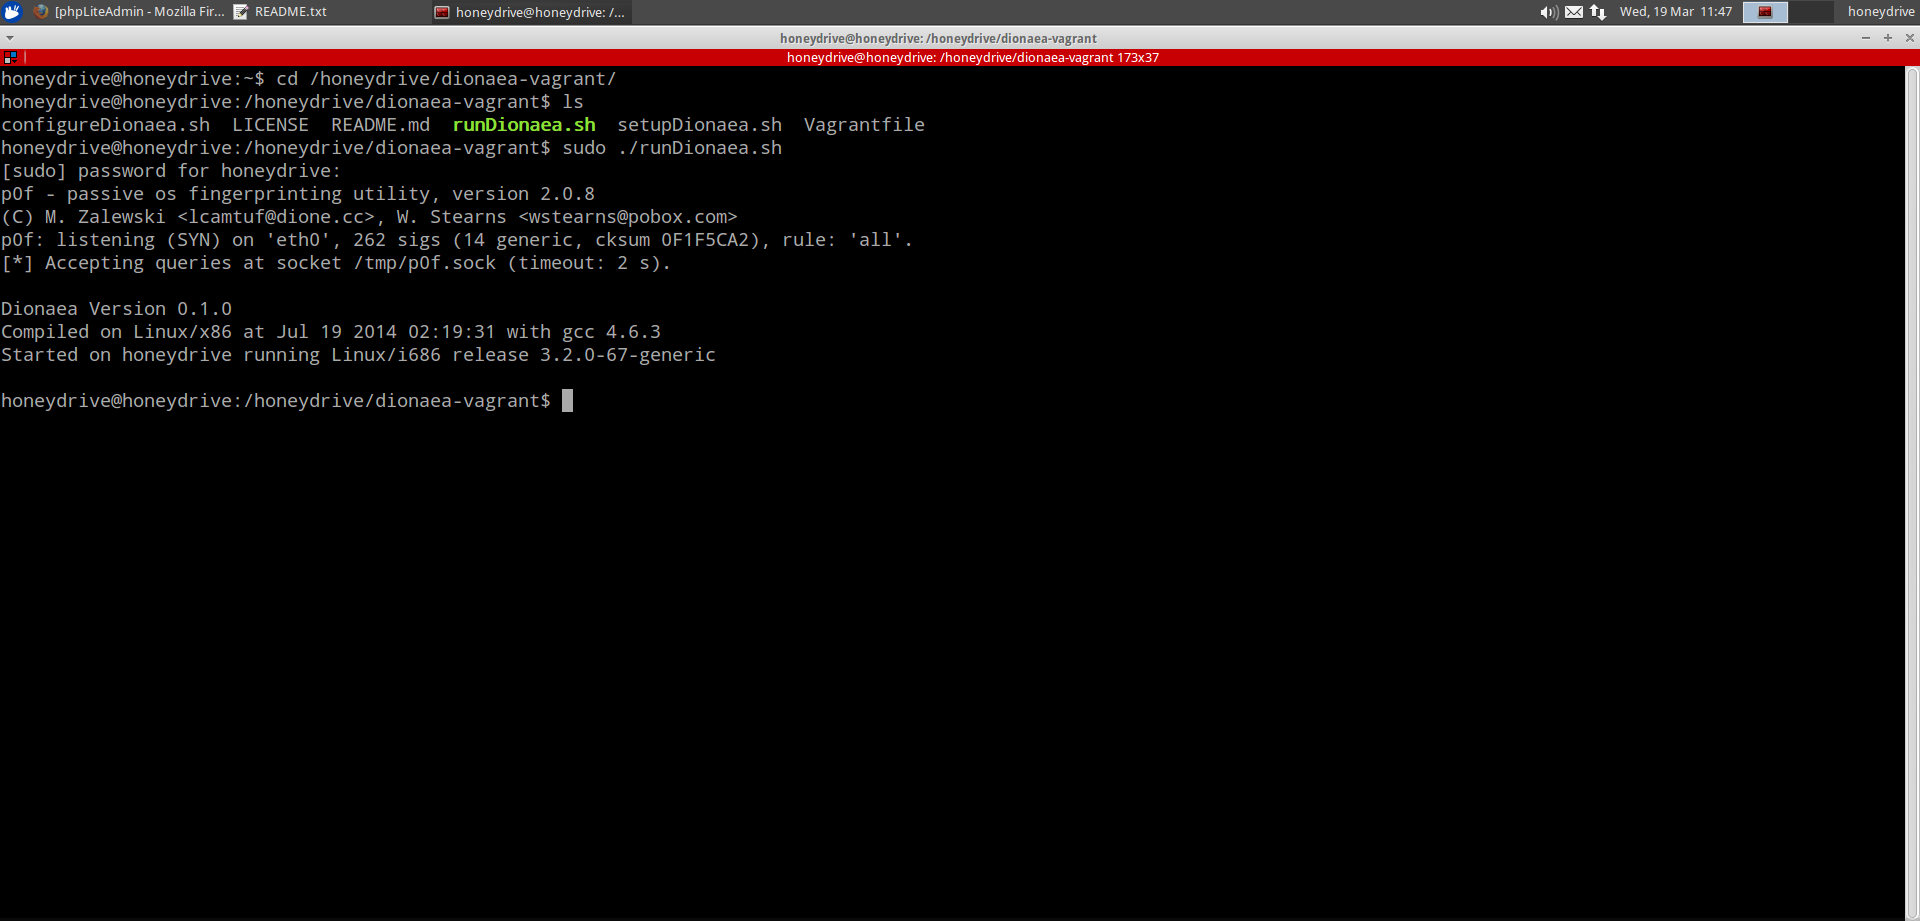 [phpLiteAdmin - Mozilla Fir... README.txt honeydrive@honeydrive: /... Wed, 19 Mar 11:47 honeydrive
honeydrive@honeydrive: /honeydrive/dionaea-vagrant
honeydrive@honeydrive: /honeydrive/dionaea-vagrant 173x37
honeydrive@honeydrive:~$ cd /honeydrive/dionaea-vagrant/
honeydrive@honeydrive:/honeydrive/dionaea-vagrant$ ls
configureDionaea.sh  LICENSE  README.md  runDionaea.sh  setupDionaea.sh  Vagrantfile
honeydrive@honeydrive:/honeydrive/dionaea-vagrant$ sudo ./runDionaea.sh
[sudo] password for honeydrive:
p0f - passive os fingerprinting utility, version 2.0.8
(C) M. Zalewski <lcamtuf@dione.cc>, W. Stearns <wstearns@pobox.com>
p0f: listening (SYN) on 'eth0', 262 sigs (14 generic, cksum 0F1F5CA2), rule: 'all'.
[*] Accepting queries at socket /tmp/p0f.sock (timeout: 2 s).
Dionaea Version 0.1.0
Compiled on Linux/x86 at Jul 19 2014 02:19:31 with gcc 4.6.3
Started on honeydrive running Linux/i686 release 3.2.0-67-generic
honeydrive@honeydrive:/honeydrive/dionaea-vagrant$